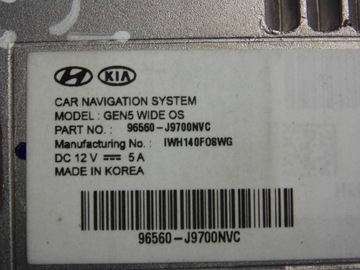 KIA
CAR NAVIGATION SYSTEM
MODEL : GEN5 WIDE OS
PART NO. : 96560-J9700NVC
Manufacturing No. : IWH140FO8WG
DC 12 V ⎓ 5 A
MADE IN KOREA
96560-J9700NVC